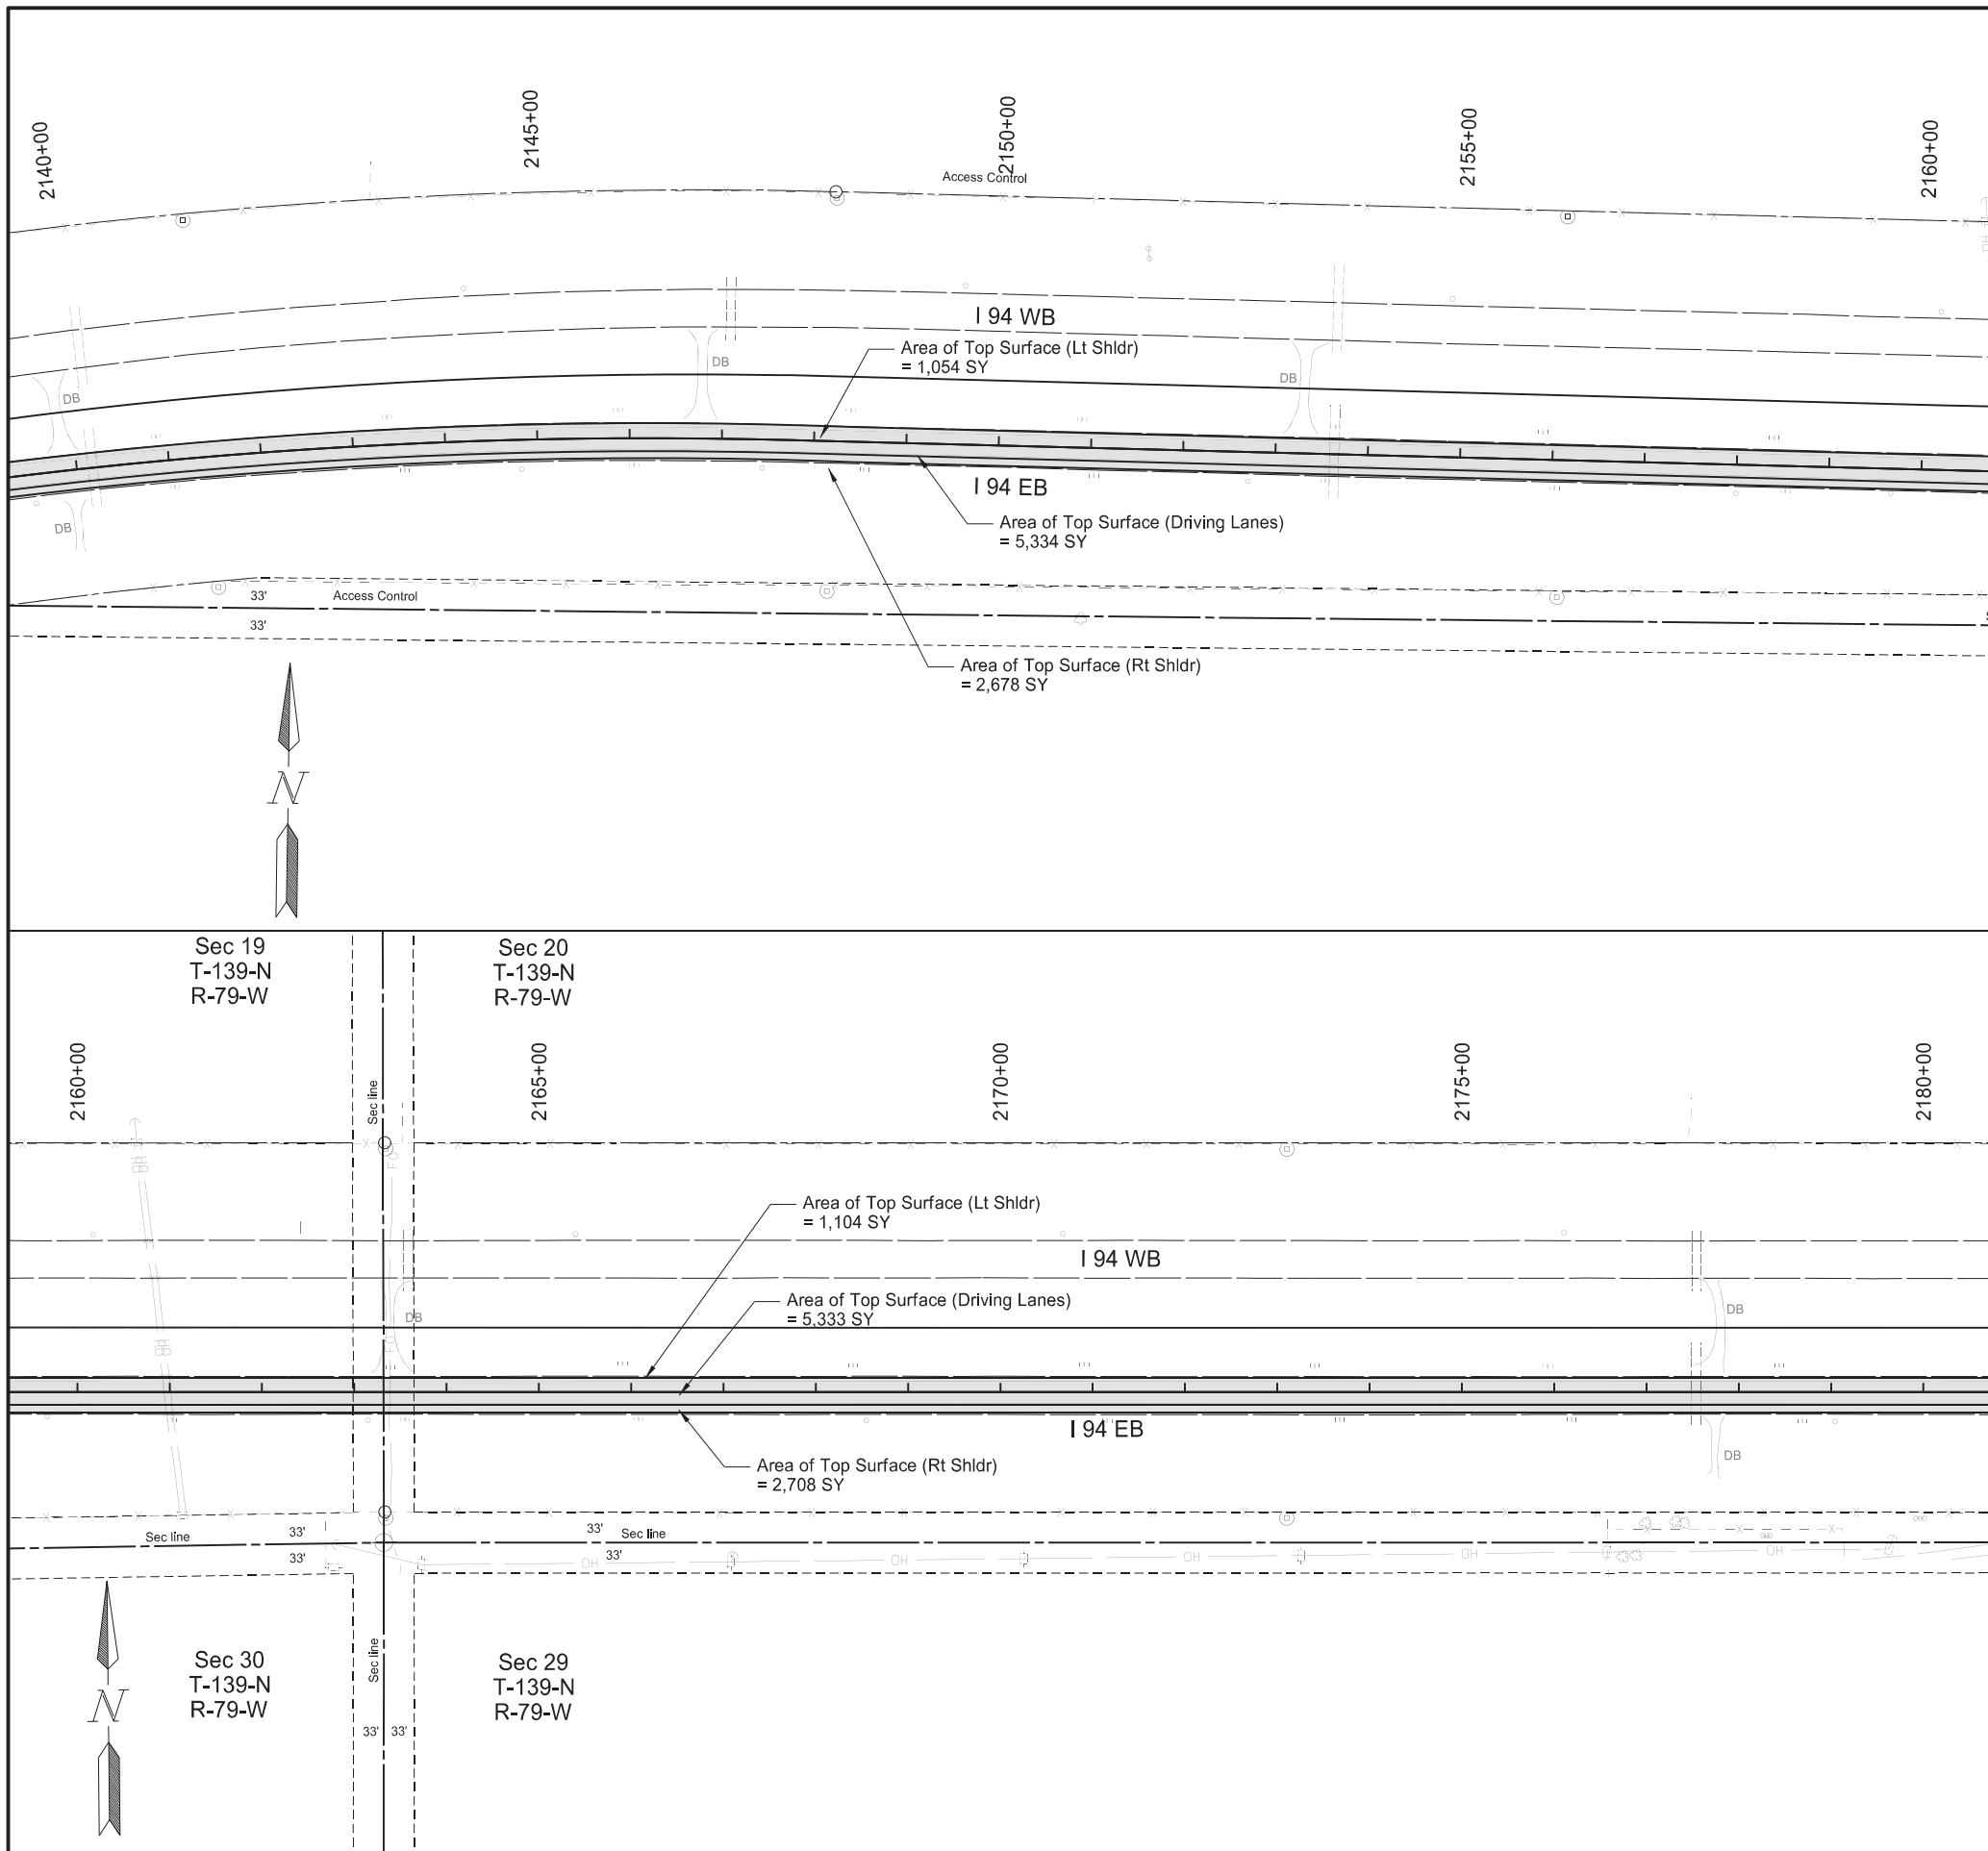 2140+00
2145+00
2150+00
2155+00
2160+00
Access Control
I 94 WB
Area of Top Surface (Lt Shldr)
= 1,054 SY
DB
DB
DB
I 94 EB
Area of Top Surface (Driving Lanes)
= 5,334 SY
DB
33'
Access Control
33'
Area of Top Surface (Rt Shldr)
= 2,678 SY
N
Sec 19
T-139-N
R-79-W
Sec 20
T-139-N
R-79-W
2160+00
2165+00
2170+00
2175+00
2180+00
Sec line
FO
Area of Top Surface (Lt Shldr)
= 1,104 SY
I 94 WB
Area of Top Surface (Driving Lanes)
= 5,333 SY
DB
DB
I 94 EB
DB
Area of Top Surface (Rt Shldr)
= 2,708 SY
Sec line
33'
33'
Sec line
33'
33'
OH
OH
OH
OH
OH
N
Sec 30
T-139-N
R-79-W
Sec line
Sec 29
T-139-N
R-79-W
33'
33'